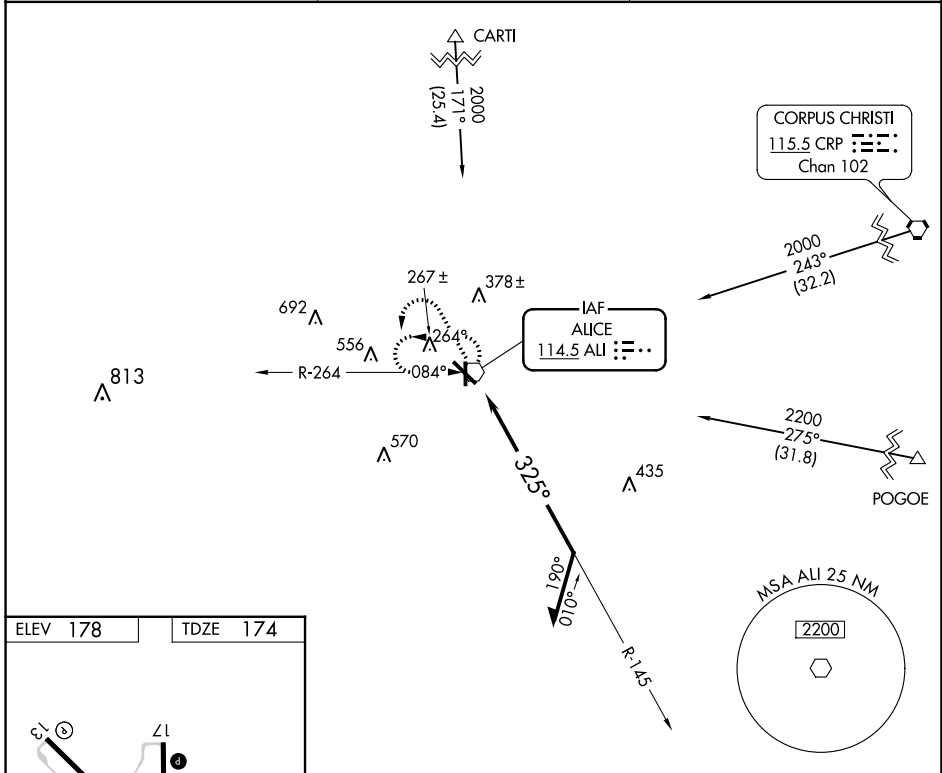 CARTI
2000
171°
(25.4)
CORPUS CHRISTI
115.5 CRP
Chan 102
2000
243°
(32.2)
267±
378±
692
264°
556
IAF
ALICE
114.5 ALI
R-264
084°
813
2200
275°
(31.8)
POGOE
570
325°
435
190°
010°
R-145
MSA ALI 25 NM
2200
ELEV 178
TDZE 174
13
P
17
P